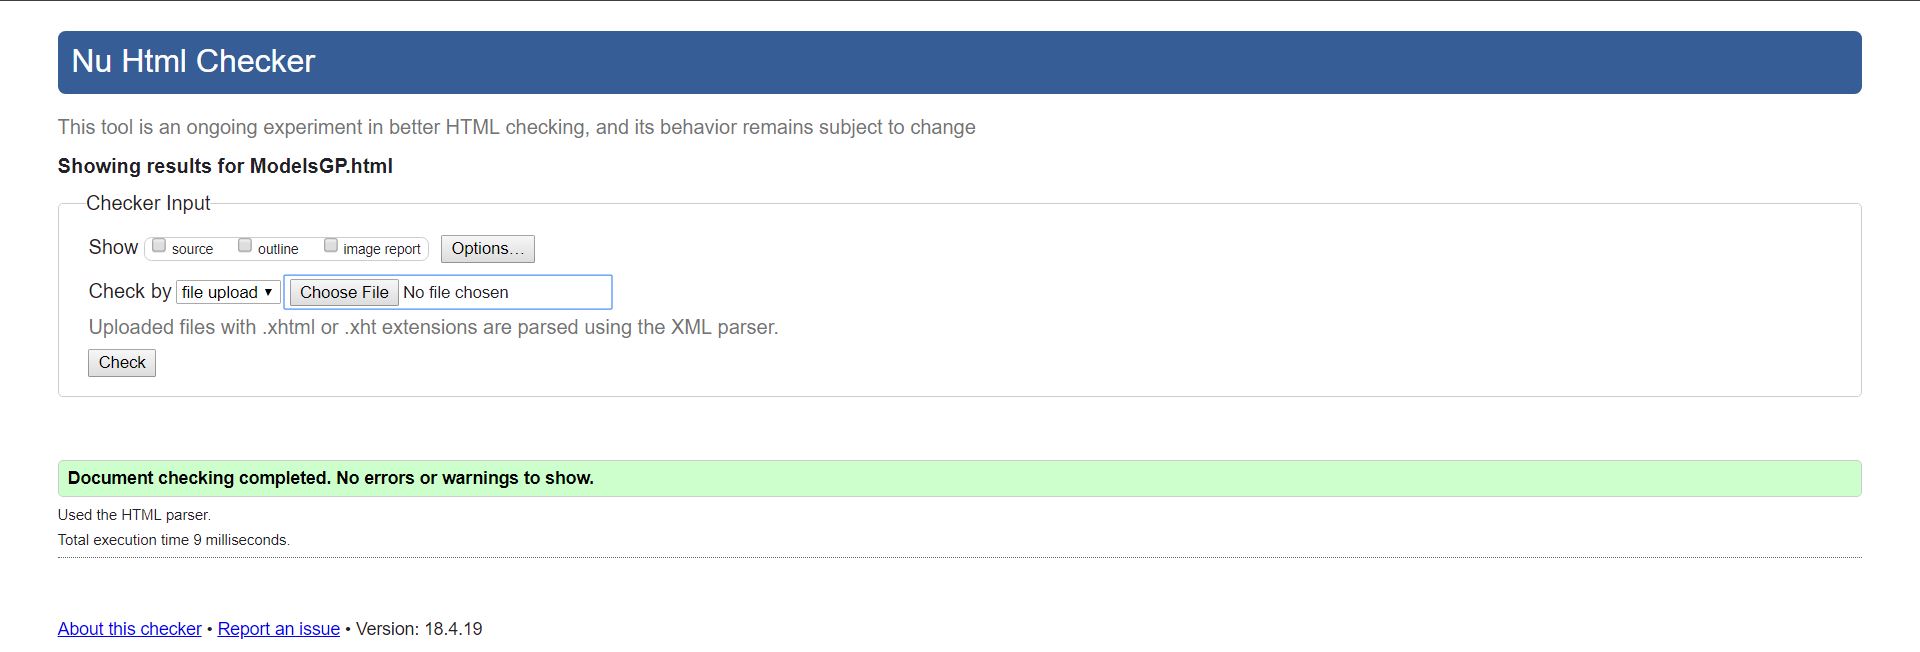 Nu Html Checker
This tool is an ongoing experiment in better HTML checking, and its behavior remains subject to change
Showing results for ModelsGP.html
Checker Input
Show source outline image report Options…
Check by file upload Choose File No file chosen
Uploaded files with .xhtml or .xht extensions are parsed using the XML parser.
Check
Document checking completed. No errors or warnings to show.
Used the HTML parser.
Total execution time 9 milliseconds.
About this checker • Report an issue • Version: 18.4.19